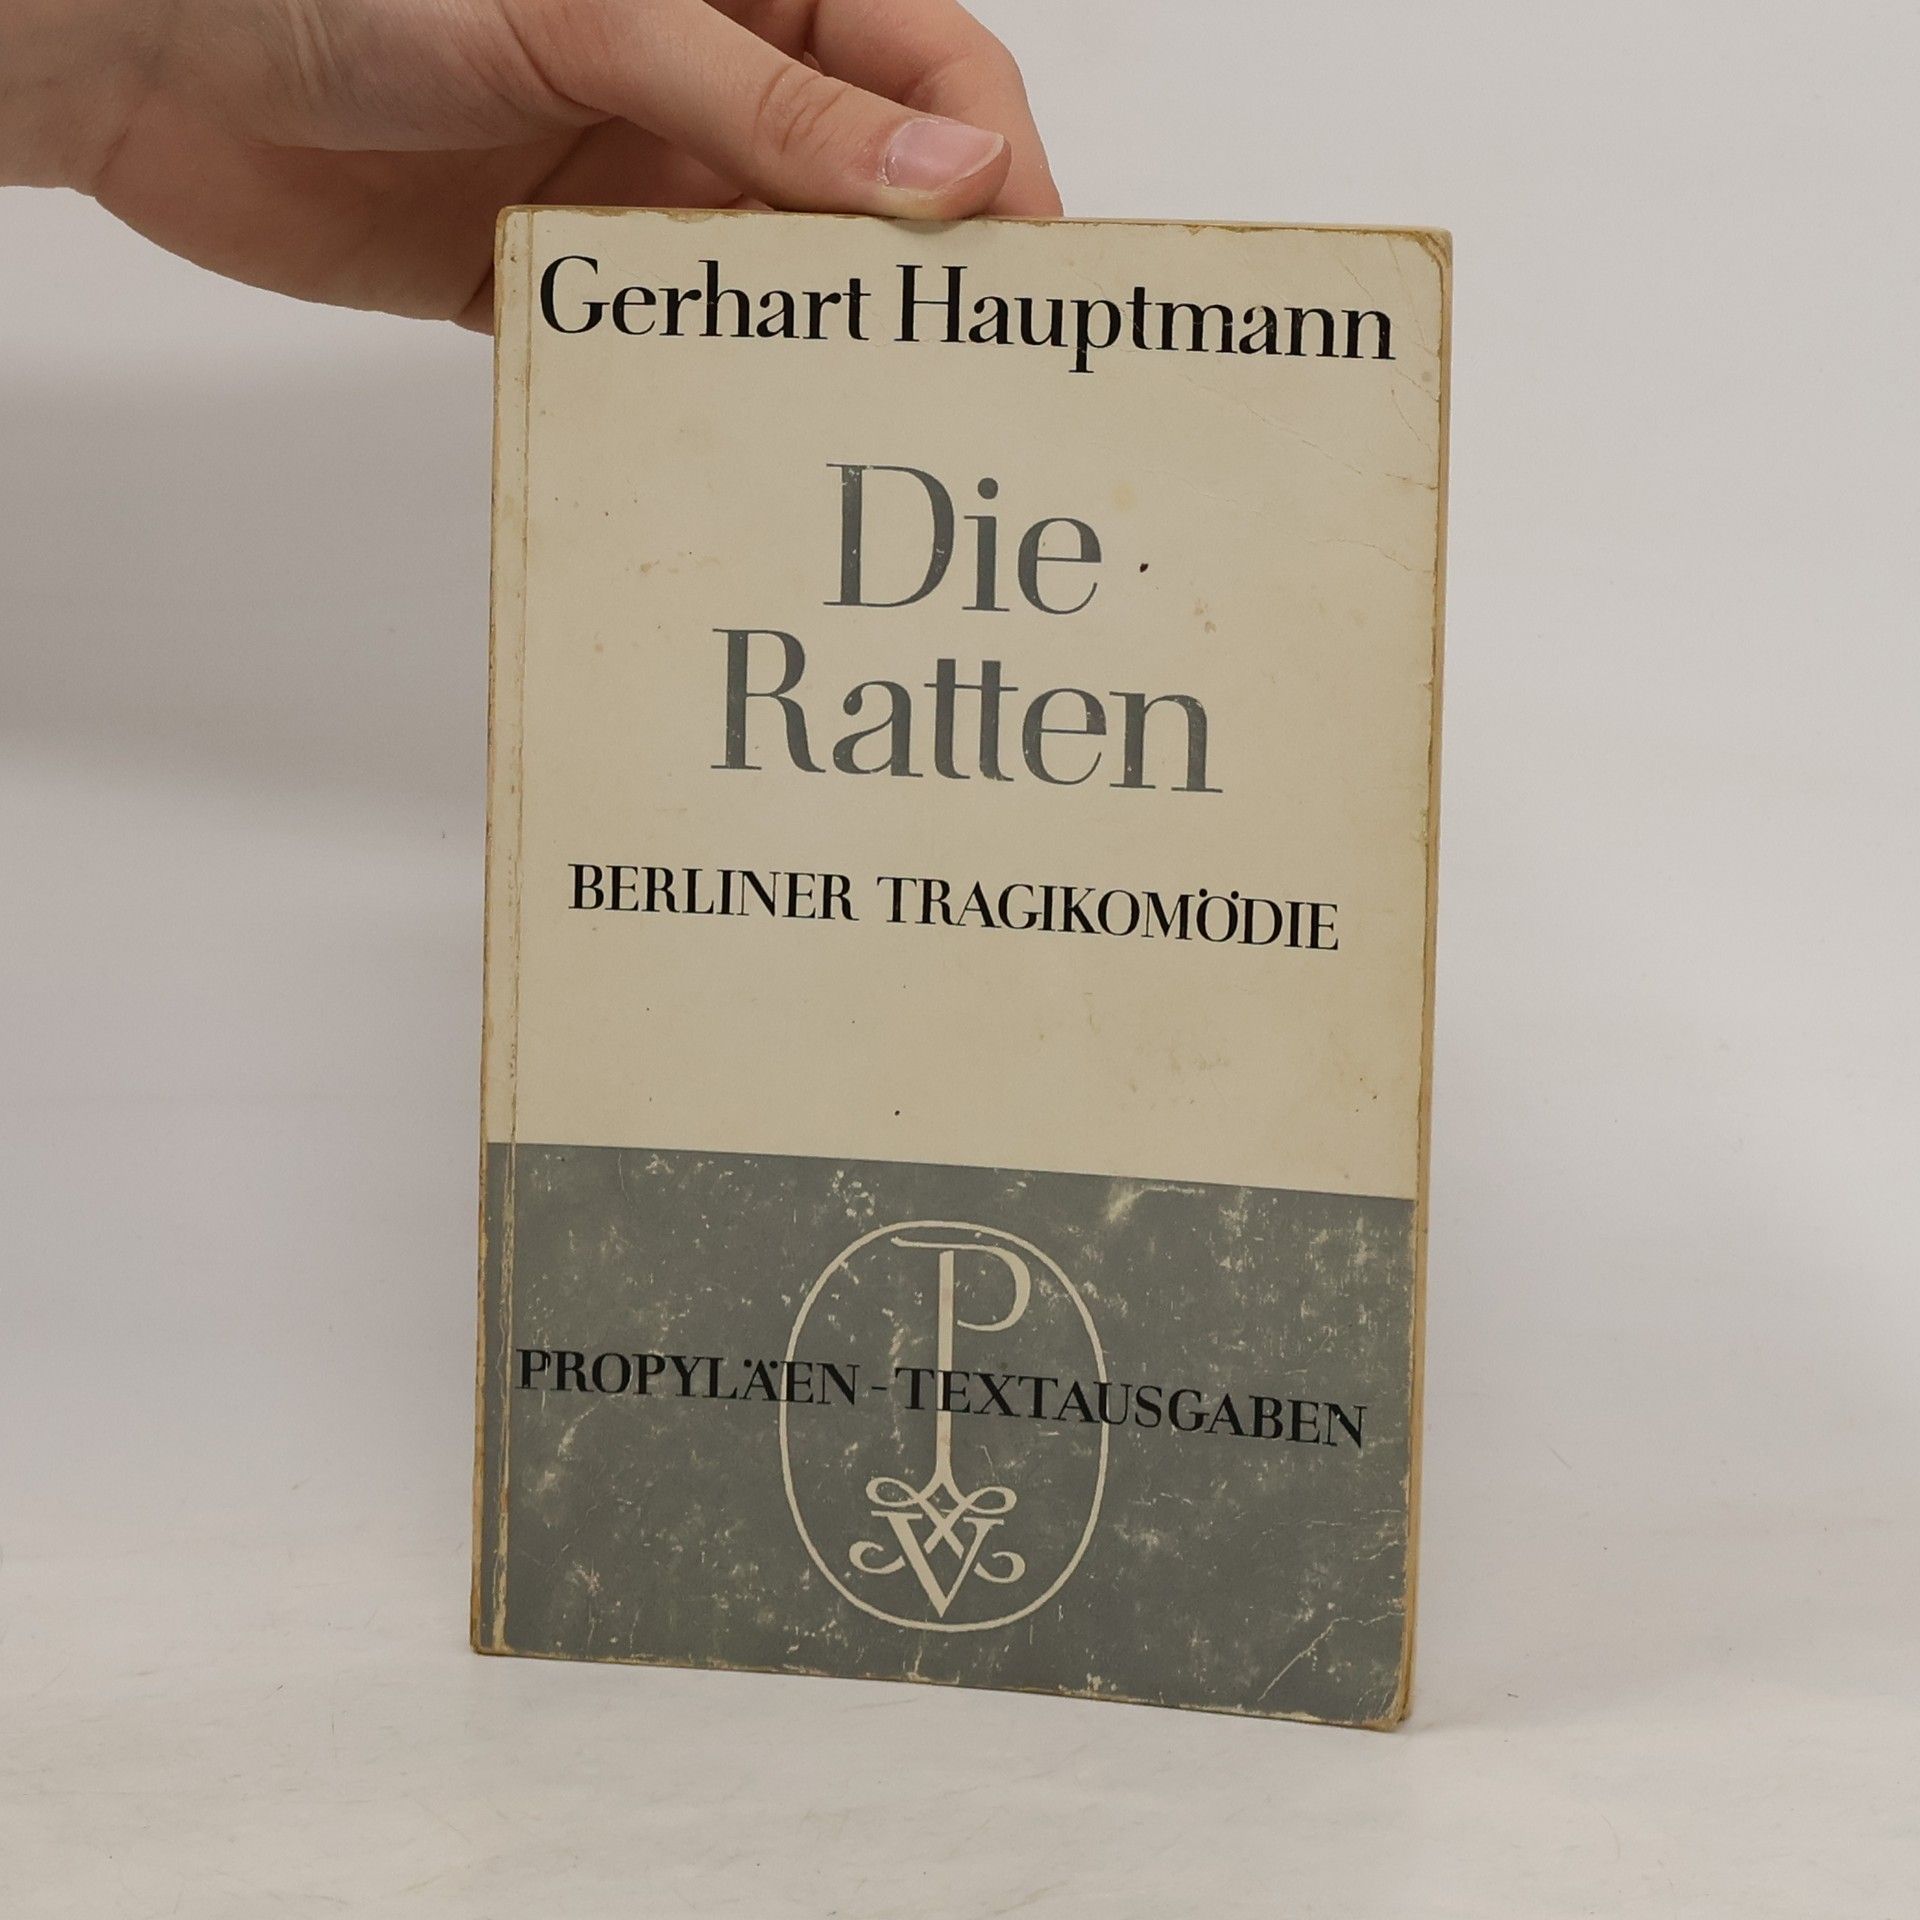 Gerhart Hauptmann
Die
Ratten
BERLINER TRAGIKOMÖDIE
PROPYLÄEN-TEXTAUSGABEN
P
V